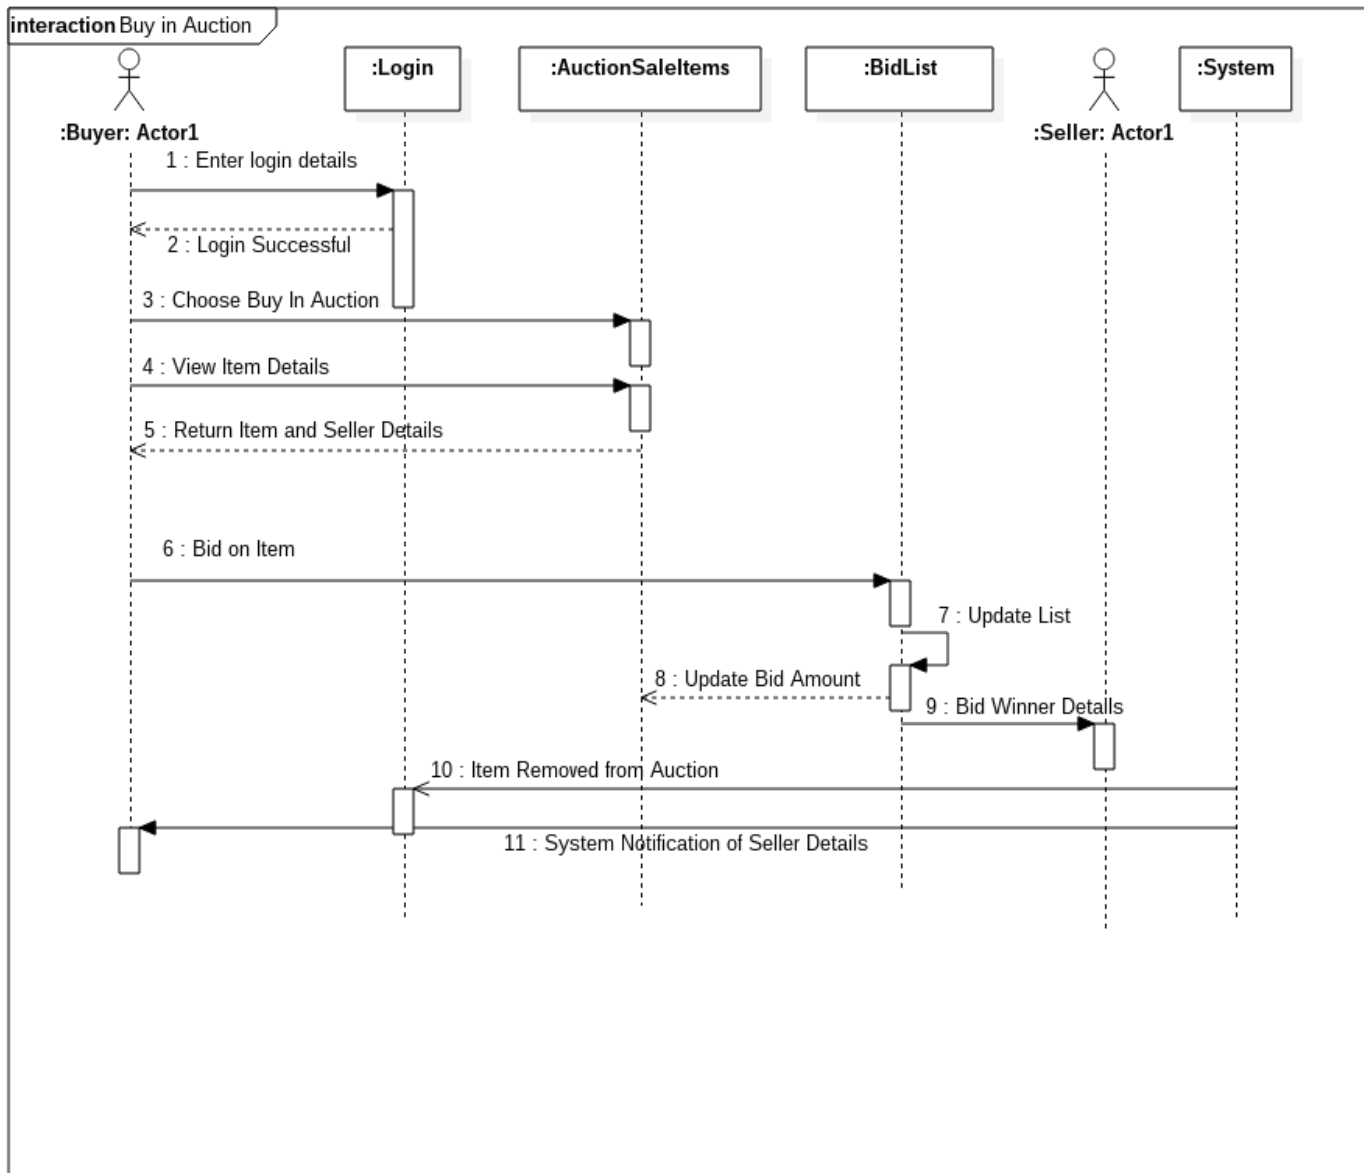 interaction Buy in Auction
:Login
:AuctionSaleItems
:BidList
:System
:Buyer: Actor1
:Seller: Actor1
1 : Enter login details
2 : Login Successful
3 : Choose Buy In Auction
4 : View Item Details
5 : Return Item and Seller Details
6 : Bid on Item
7 : Update List
8 : Update Bid Amount
9 : Bid Winner Details
10 : Item Removed from Auction
11 : System Notification of Seller Details